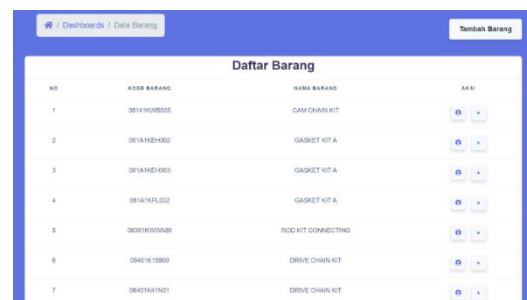 / Dashboards / Data Barang
Tambah Barang
Daftar Barang
NO KODE BARANG NAMA BARANG AKSI
1 06141KWB505 CAM CHAIN KIT
2 061A1KEH002 GASKET KIT A
3 061A1KEH003 GASKET KIT A
4 061A1KFL002 GASKET KIT A
5 ROD KIT CONNECTING
6 06401K15900 DRIVE CHAIN KIT
7 06401K41N01 DRIVE CHAIN KIT